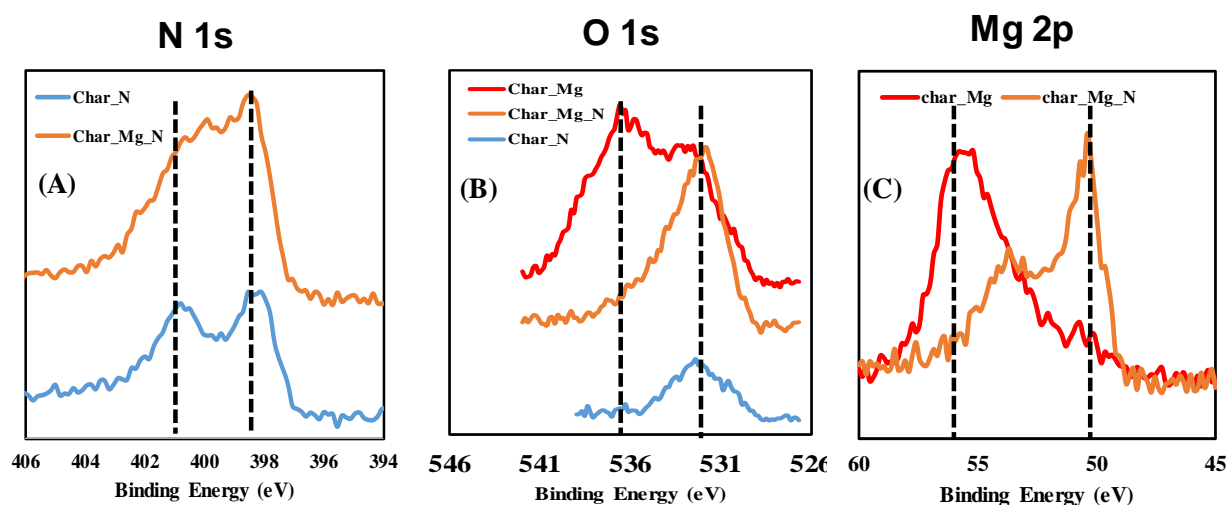 N 1s
O 1s
Mg 2p
Char_N
Char_Mg_N
(A)
406 404 402 400 398 396 394
Binding Energy (eV)
Char_Mg
Char_Mg_N
Char_N
(B)
546 541 536 531 526
Binding Energy (eV)
char_Mg char_Mg_N
(C)
60 55 50 45
Binding Energy (eV)